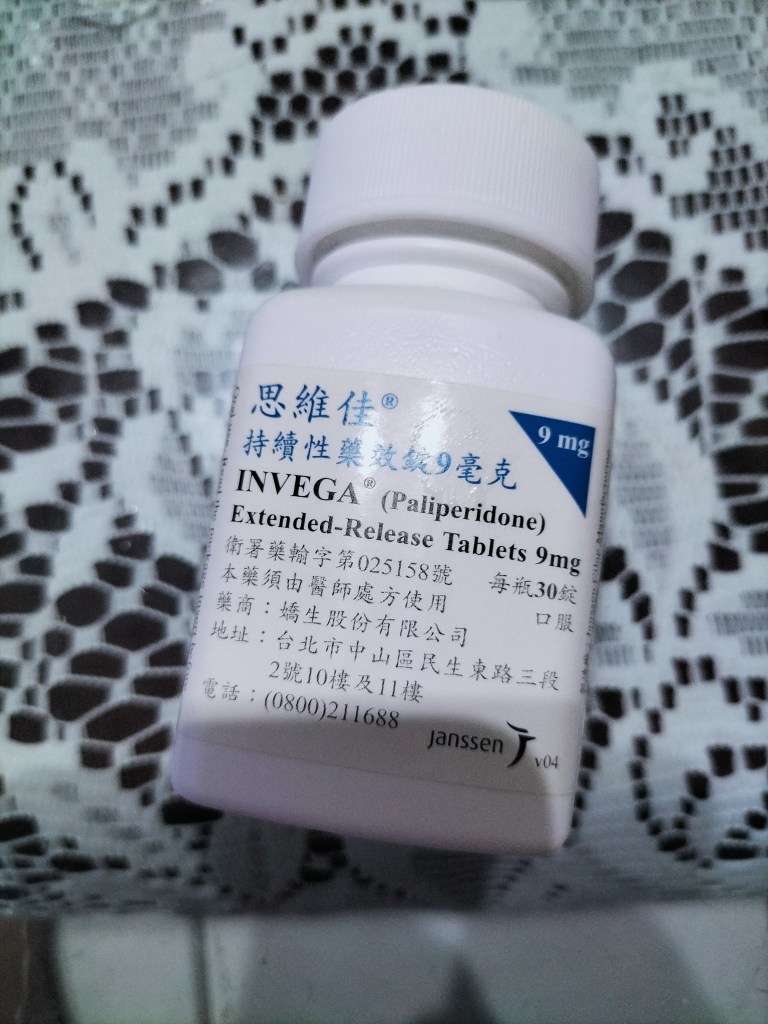 思維佳®
持續性藥效錠9毫克
9 mg
INVEGA® (Paliperidone)
Extended-Release Tablets 9mg
衛署藥輸字第025158號
每瓶30錠
本藥須由醫師處方使用
口服
藥商：嬌生股份有限公司
地址：台北市中山區民生東路三段
2號10樓及11樓
電話：(0800)211688
janssen
v04